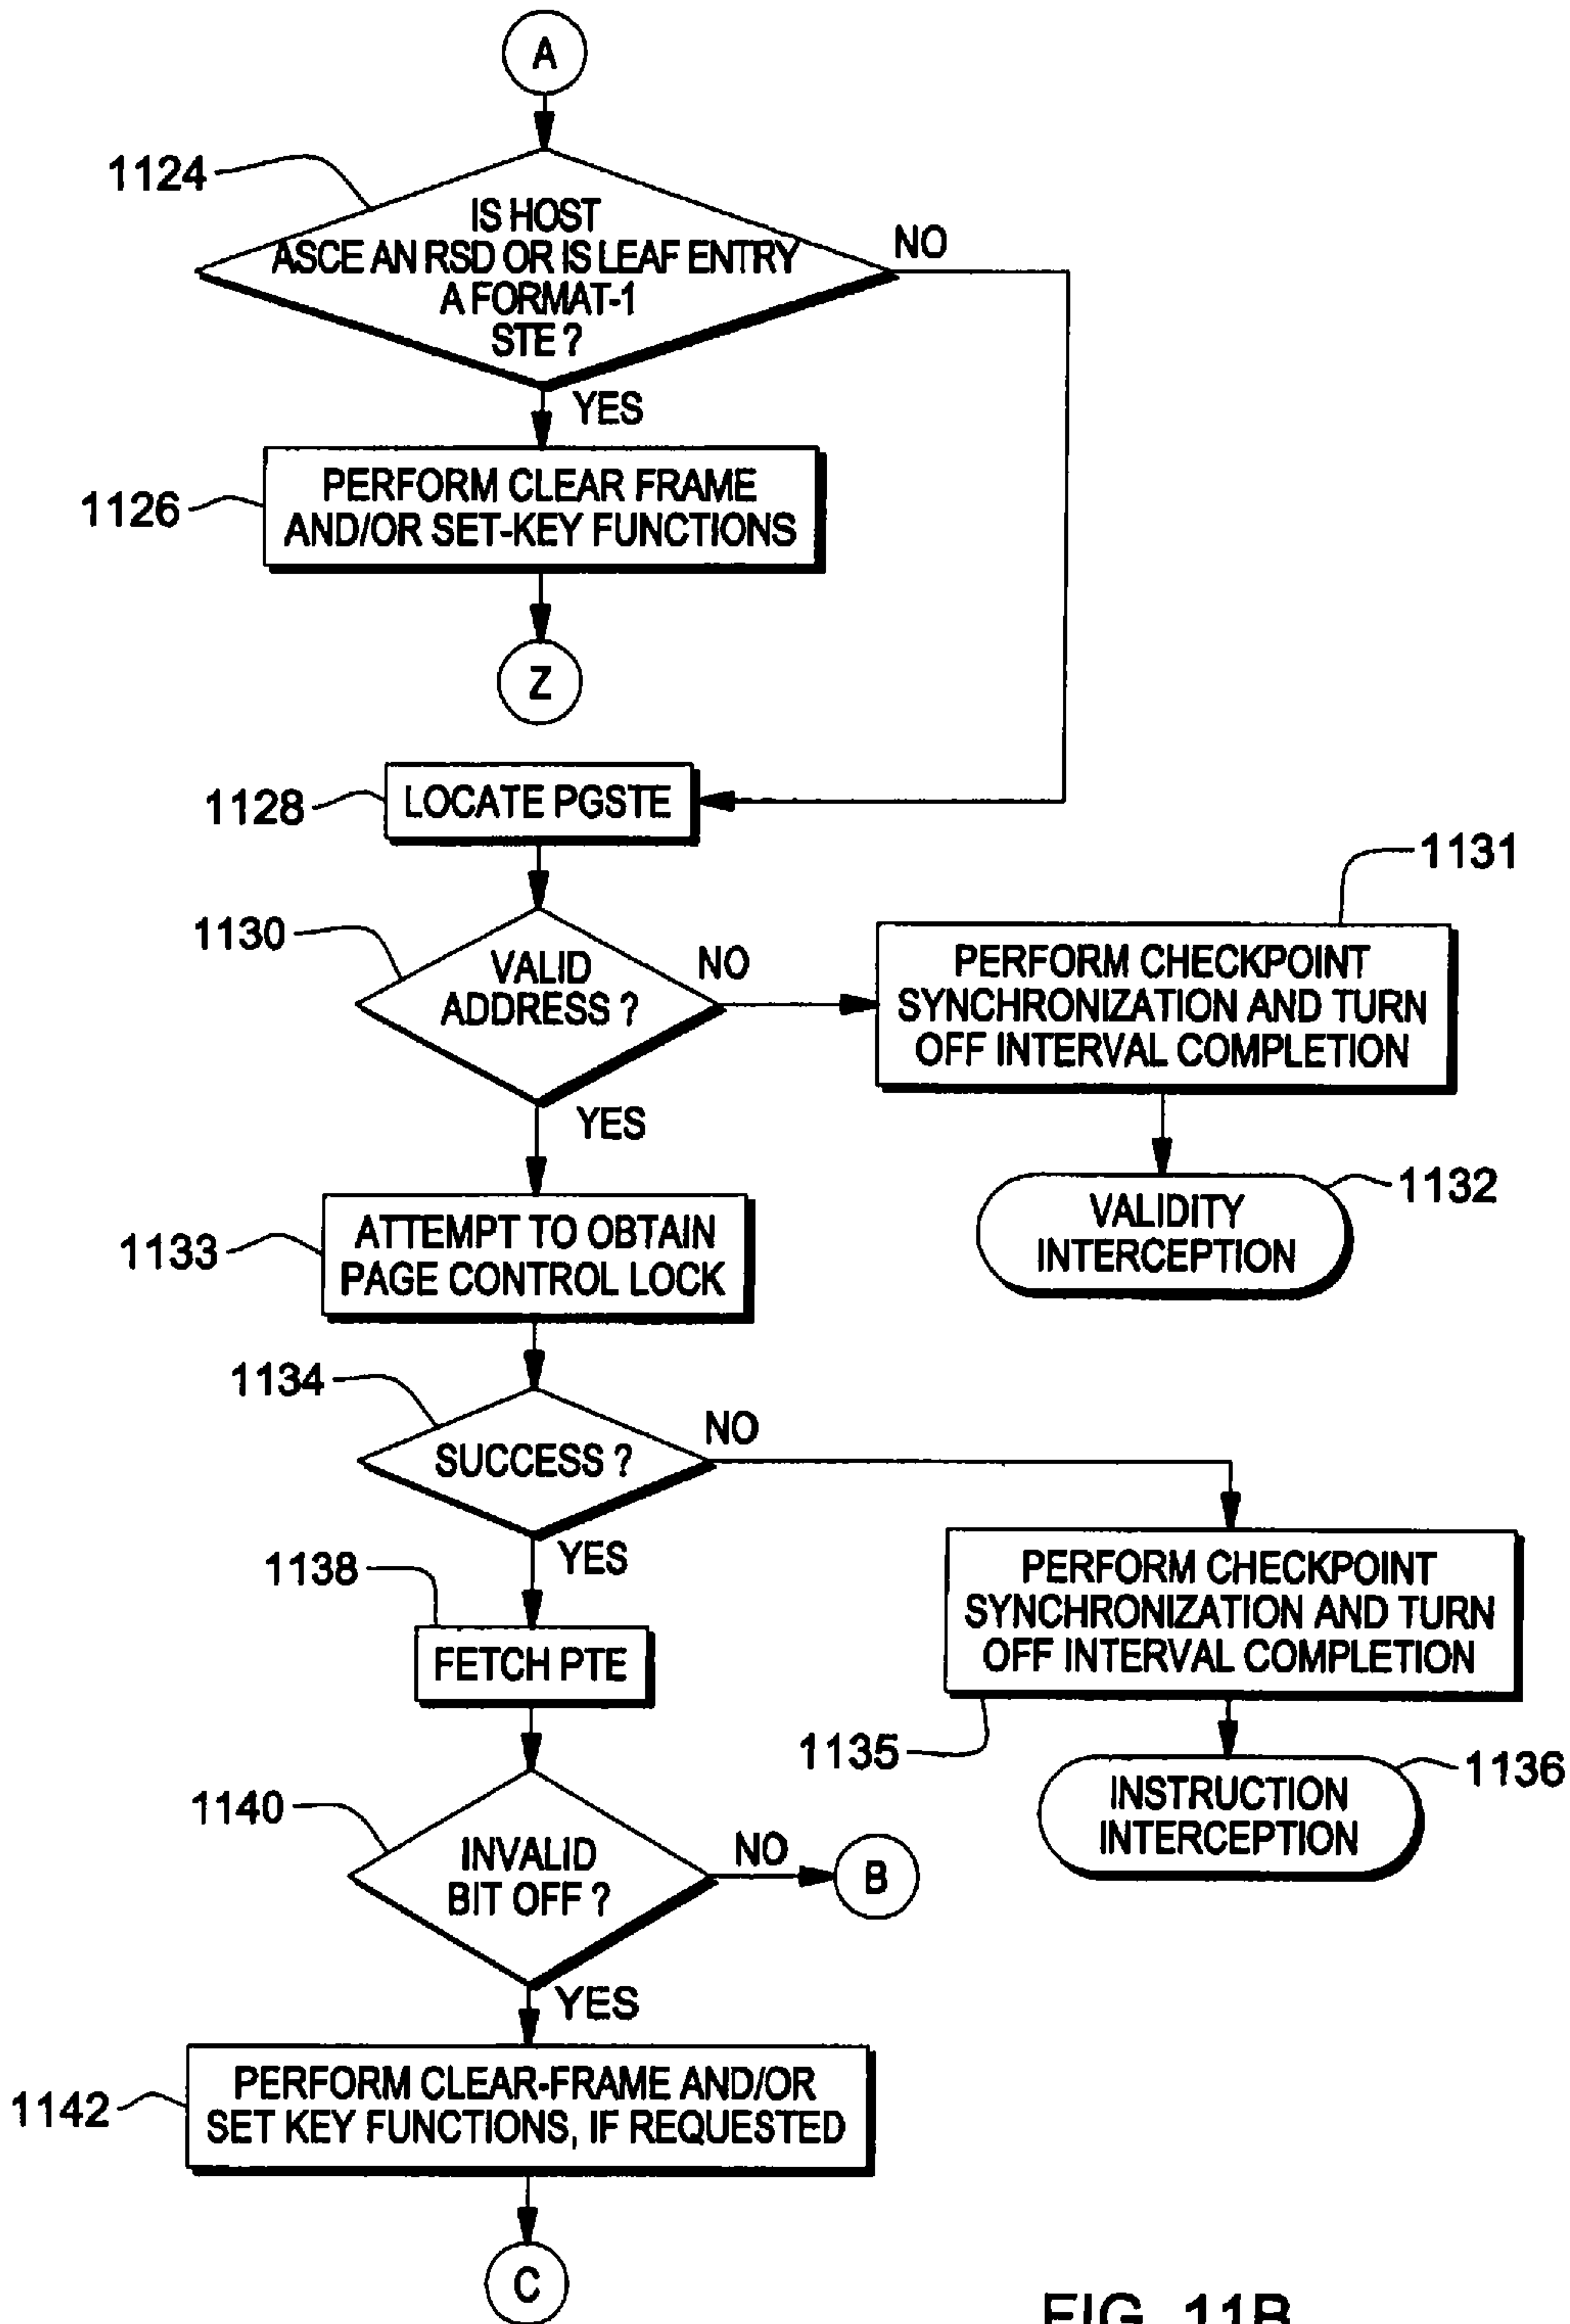 A
1124
IS HOST
ASCE AN RSD OR IS LEAF ENTRY
A FORMAT-1
STE ?
NO
YES
1126
PERFORM CLEAR FRAME
AND/OR SET-KEY FUNCTIONS
Z
1128
LOCATE PGSTE
1130
VALID
ADDRESS ?
NO
YES
1131
PERFORM CHECKPOINT
SYNCHRONIZATION AND TURN
OFF INTERVAL COMPLETION
1132
VALIDITY
INTERCEPTION
1133
ATTEMPT TO OBTAIN
PAGE CONTROL LOCK
1134
SUCCESS ?
NO
YES
PERFORM CHECKPOINT
SYNCHRONIZATION AND TURN
OFF INTERVAL COMPLETION
1135
1136
INSTRUCTION
INTERCEPTION
1138
FETCH PTE
1140
INVALID
BIT OFF ?
NO
B
YES
1142
PERFORM CLEAR-FRAME AND/OR
SET KEY FUNCTIONS, IF REQUESTED
C
FIG. 11B